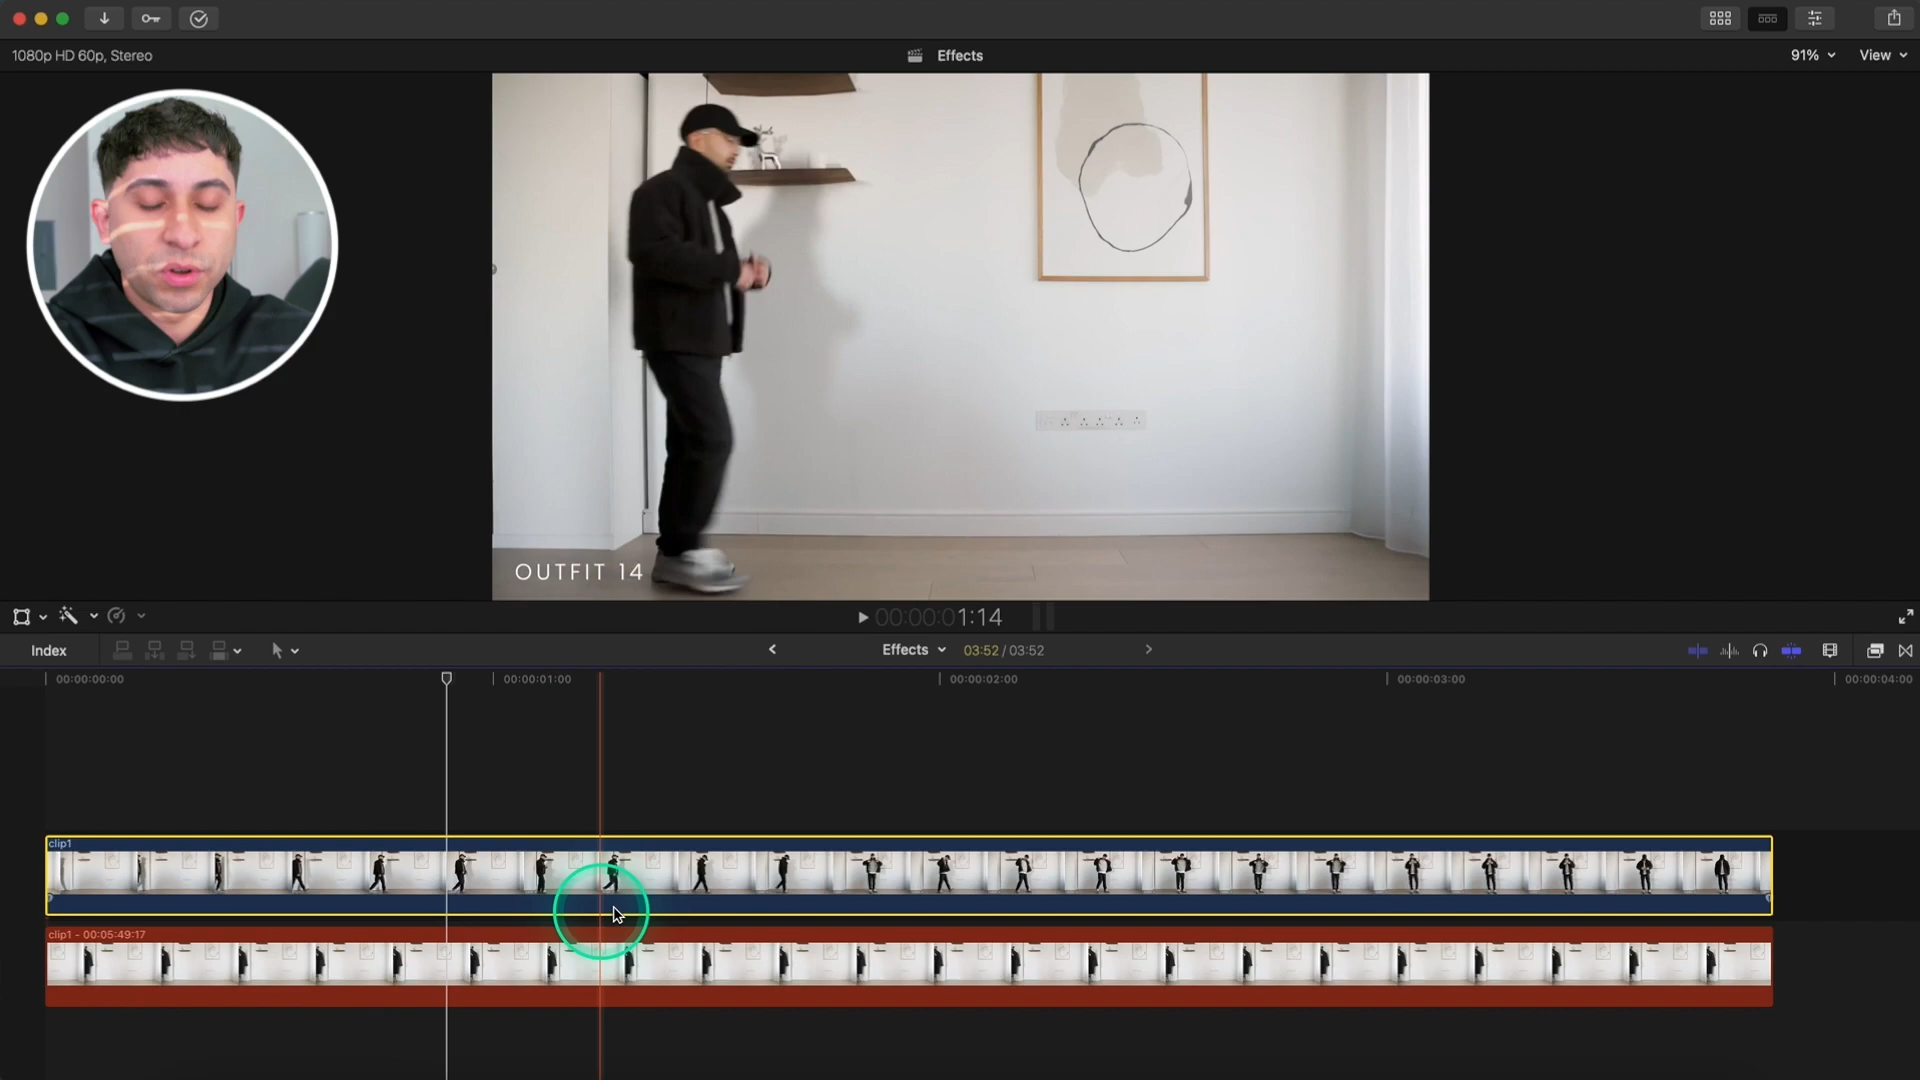 1080p HD 60p, Stereo
Effects
91%
View
OUTFIT 14
00:00:01:14
Index
Effects
03:52 / 03:52
00:00:00:00
00:00:01:00
00:00:02:00
00:00:03:00
00:00:04:00
clip1
clip1 - 00:05:49:17